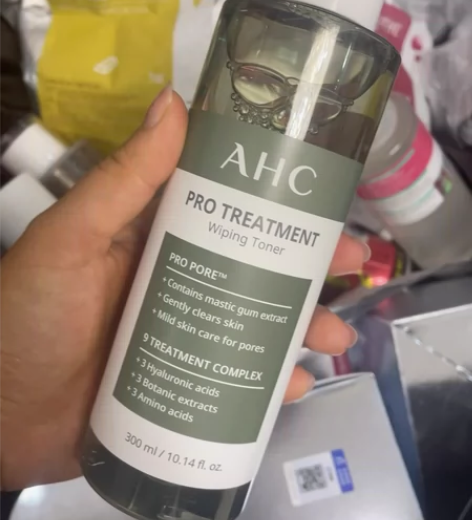 AHC
PRO TREATMENT
Wiping Toner
PRO PORE™
• Contains mastic gum extract
• Gently clears skin
• Mild skin care for pores
9 TREATMENT COMPLEX
• 3 Hyaluronic acids
• 3 Botanic extracts
• 3 Amino acids
300 ml / 10.14 fl. oz.